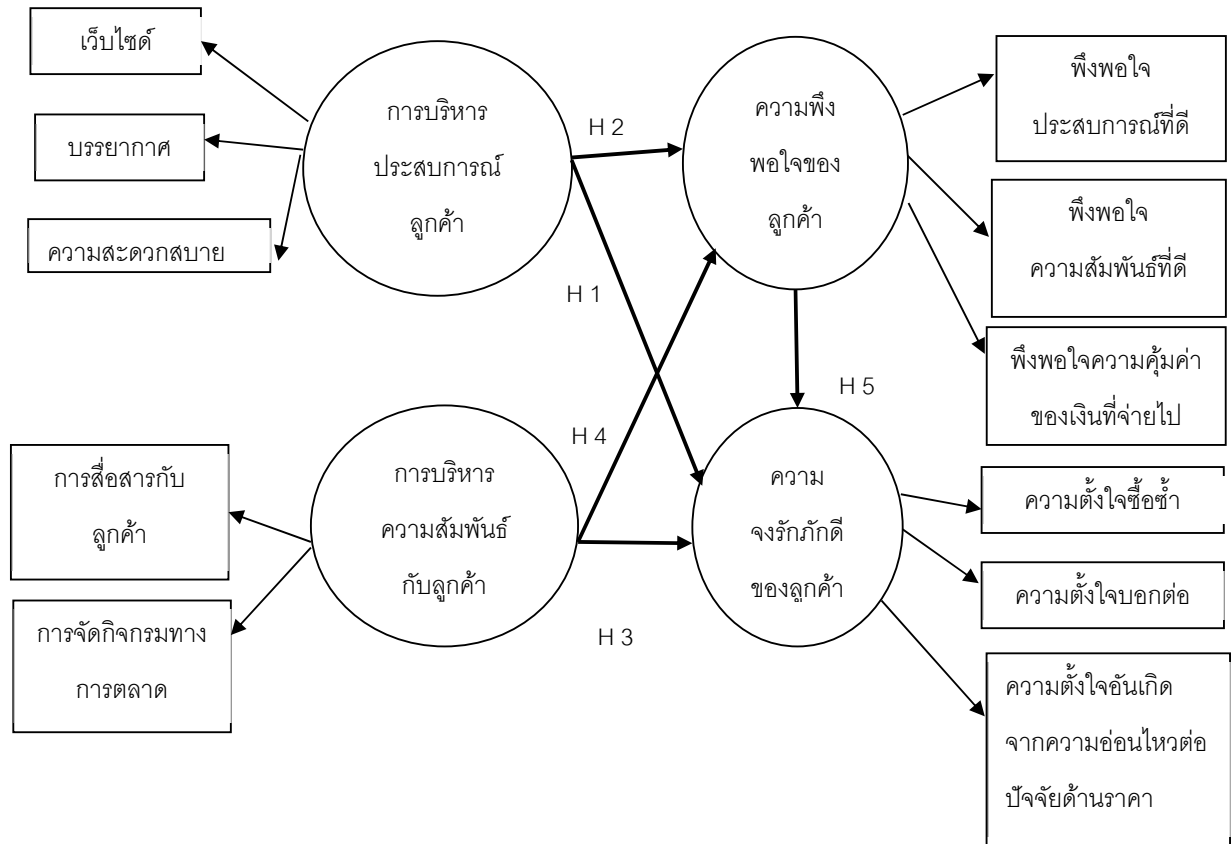 เว็บไซต์
บรรยากาศ
ความสะดวกสบาย
การบริหาร
ประสบการณ์
ลูกค้า
H 2
ความพึง
พอใจของ
ลูกค้า
พึงพอใจ
ประสบการณ์ที่ดี
พึงพอใจ
ความสัมพันธ์ที่ดี
พึงพอใจความคุ้มค่า
ของเงินที่จ่ายไป
H 1
H 5
H 4
การสื่อสารกับ
ลูกค้า
การจัดกิจกรมทาง
การตลาด
การบริหาร
ความสัมพันธ์
กับลูกค้า
H 3
ความ
จงรักภักดี
ของลูกค้า
ความตั้งใจซื้อซ้ำ
ความตั้งใจบอกต่อ
ความตั้งใจอันเกิด
จากความอ่อนไหวต่อ
ปัจจัยด้านราคา